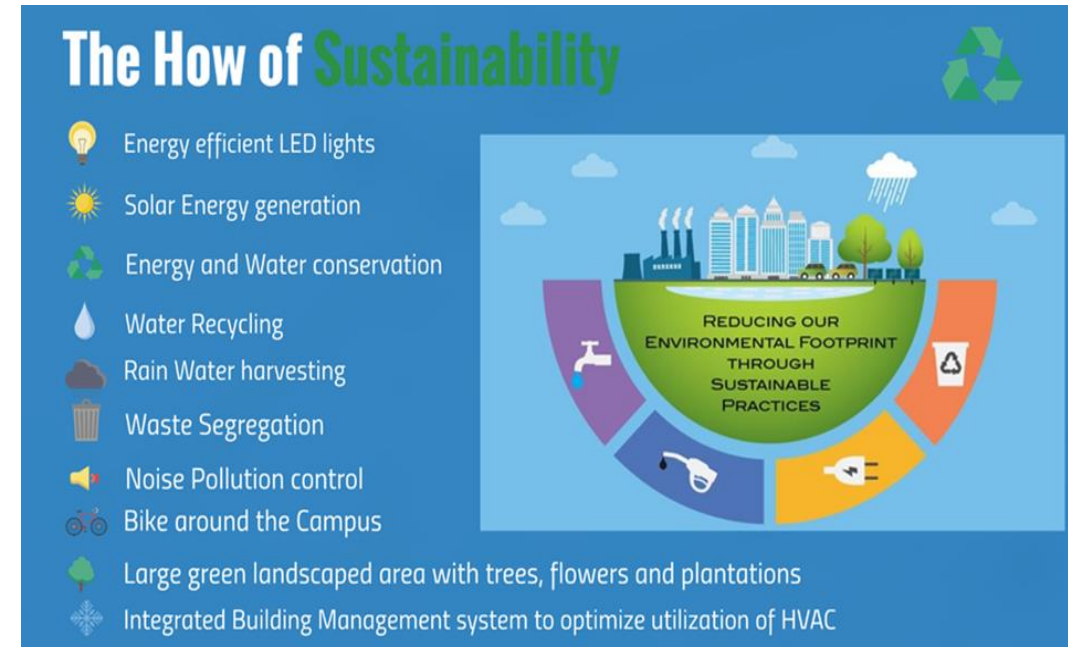 The How of Sustainability
Energy efficient LED lights
Solar Energy generation
Energy and Water conservation
Water Recycling
Rain Water harvesting
Waste Segregation
Noise Pollution control
Bike around the Campus
Large green landscaped area with trees, flowers and plantations
Integrated Building Management system to optimize utilization of HVAC
REDUCING OUR
ENVIRONMENTAL FOOTPRINT
THROUGH
SUSTAINABLE
PRACTICES